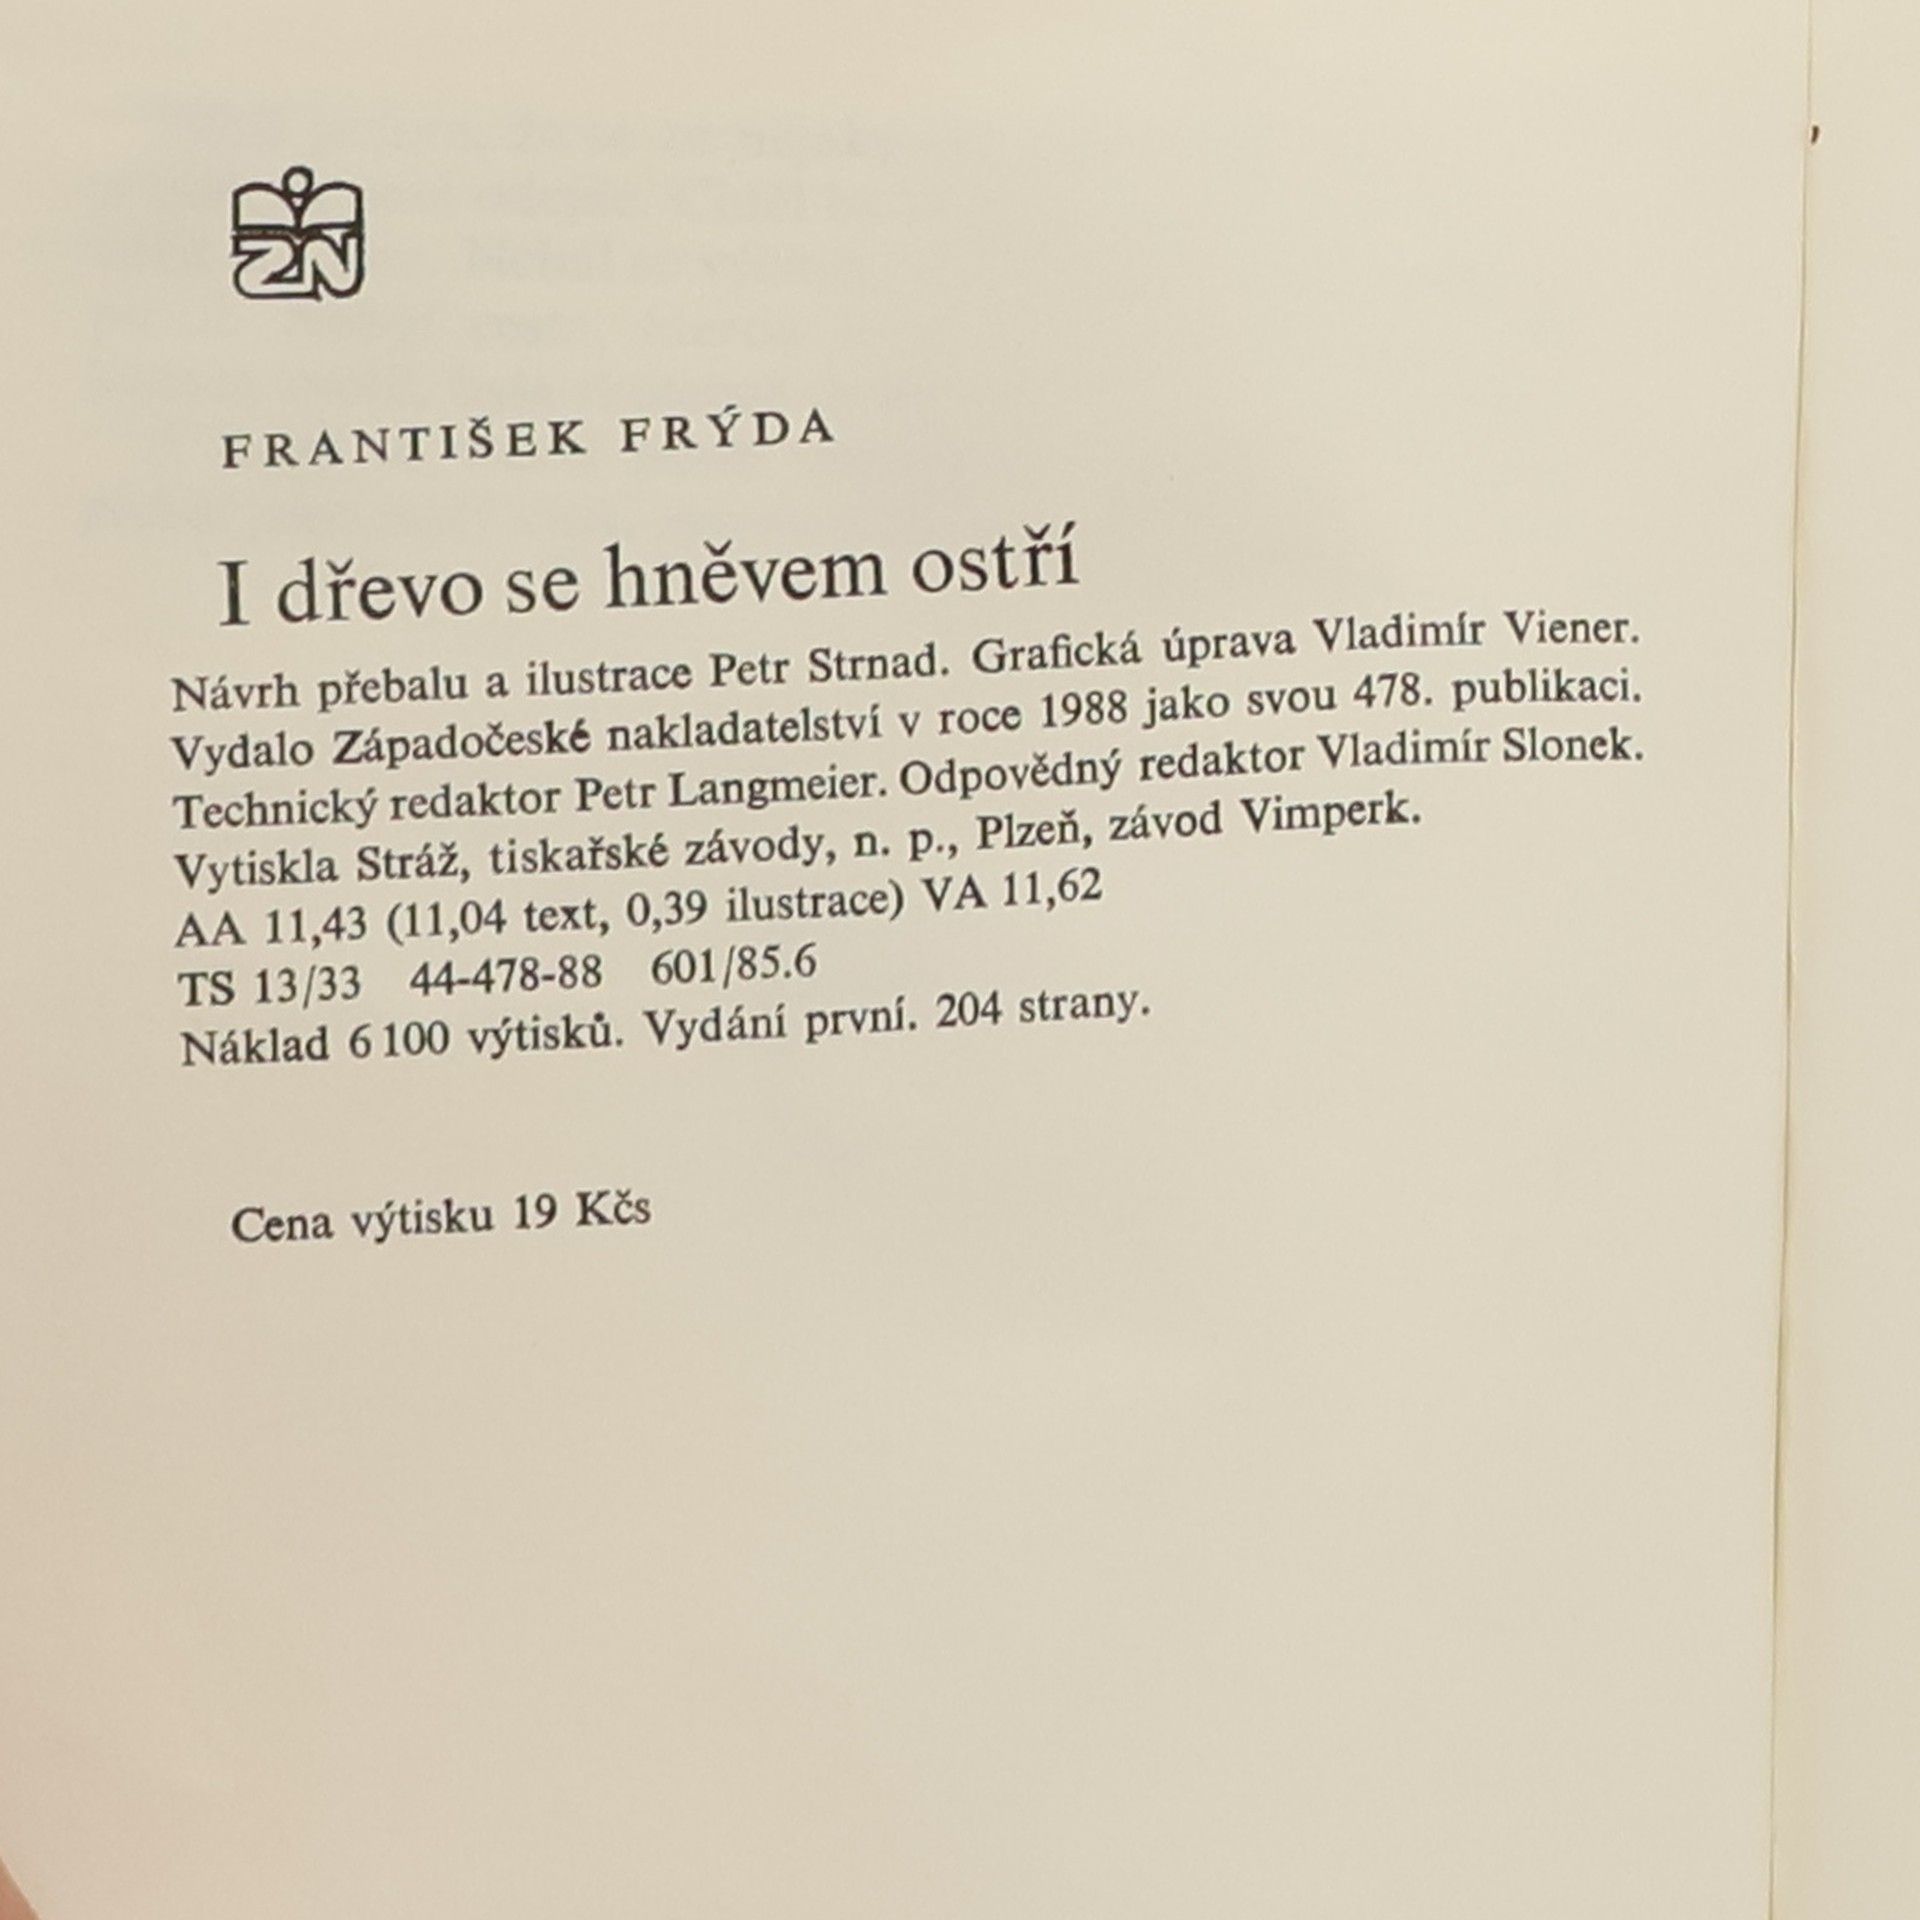 ZN
FRANTIŠEK FRÝDA
I dřevo se hněvem ostří
Návrh přebalu a ilustrace Petr Strnad. Grafická úprava Vladimír Viener.
Vydalo Západočeské nakladatelství v roce 1988 jako svou 478. publikaci.
Technický redaktor Petr Langmeier. Odpovědný redaktor Vladimír Slonek.
Vytiskla Stráž, tiskařské závody, n. p., Plzeň, závod Vimperk.
AA 11,43 (11,04 text, 0,39 ilustrace) VA 11,62
TS 13/33 44-478-88 601/85.6
Náklad 6 100 výtisků. Vydání první. 204 strany.
Cena výtisku 19 Kčs